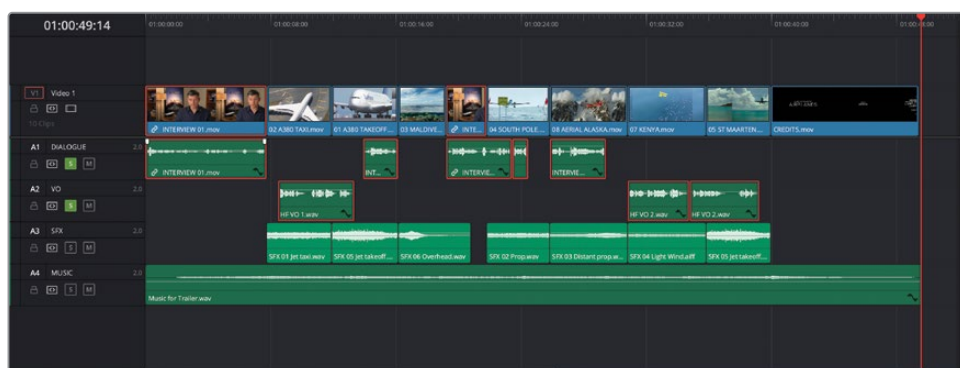 01:00:49:14
01:00:00:00 01:00:08:00 01:00:16:00 01:00:24:00 01:00:32:00 01:00:40:00
V1 Video 1
10 Clips
INTERVIEW 01.mov 02 A380 TAXI.mov 01 A380 TAKEOFF... 03 MALDIVE... INTE... 04 SOUTH POLE... 08 AERIAL ALASKA.mov 07 KENYA.mov 05 ST MAARTEN... CREDITS.mov
A1 DIALOGUE 2.0
S M
INTERVIEW 01.mov INT... INTERVIE... INTERVIE...
A2 VO 2.0
S M
HF VO 1.wav HF VO 2.wav HF VO 2.wav
A3 SFX 2.0
S M
SFX 01 Jet taxi.wav SFX 05 Jet takeoff.... SFX 06 Overhead.wav SFX 02 Prop.wav SFX 03 Distant prop.w... SFX 04 Light Wind.aiff SFX 05 Jet takeoff....
A4 MUSIC 2.0
S M
Music for Trailer.wav